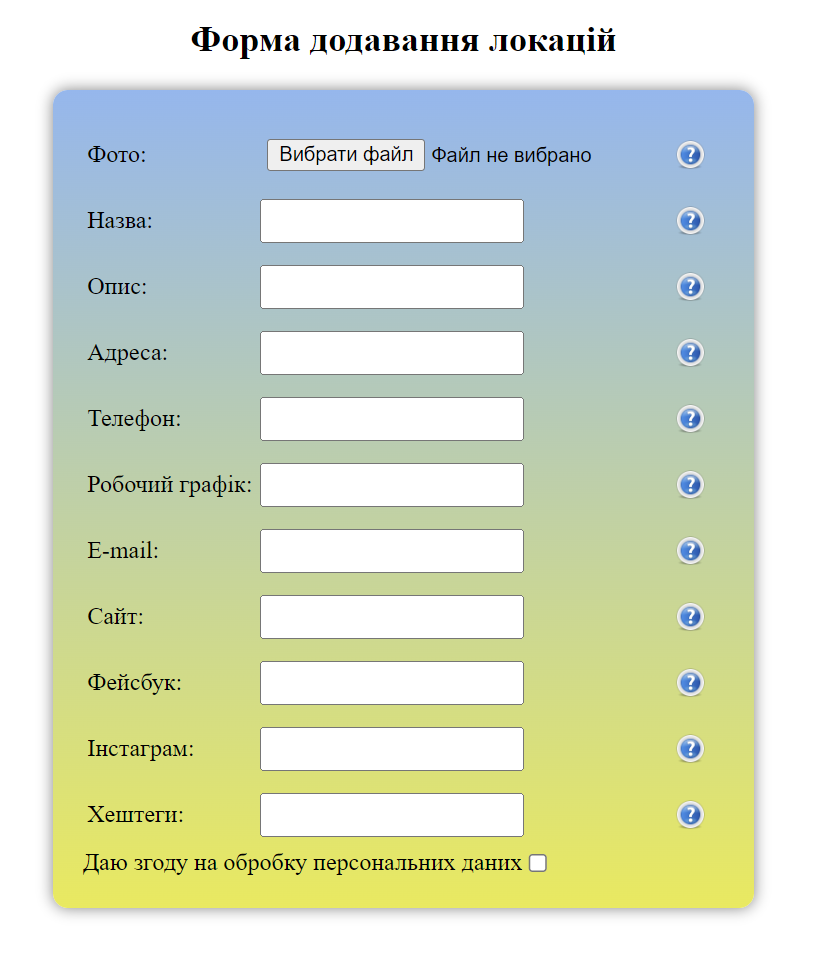 Форма додавання локацій
Фото: Вибрати файл Файл не вибрано ?
Назва: ?
Опис: ?
Адреса: ?
Телефон: ?
Робочий графік: ?
E-mail: ?
Сайт: ?
Фейсбук: ?
Інстаграм: ?
Хештеги: ?
Даю згоду на обробку персональних даних